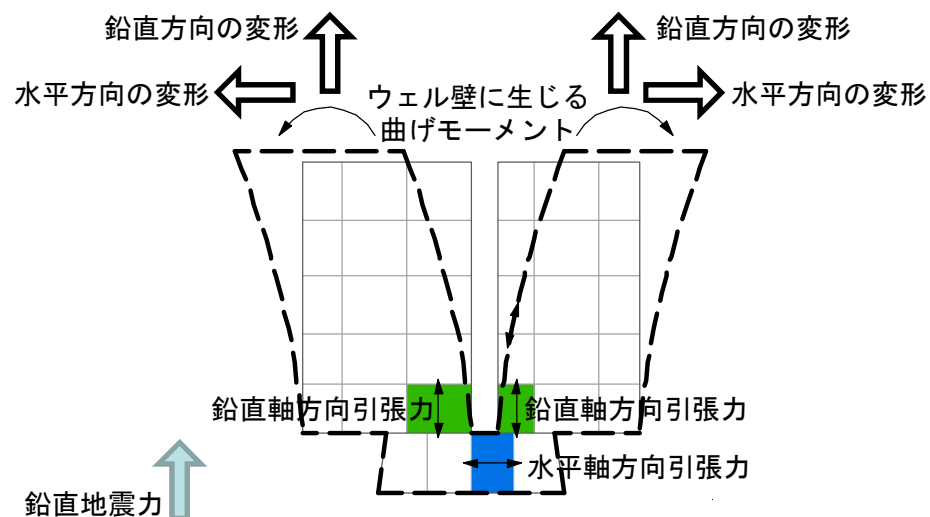 鉛直方向の変形
鉛直方向の変形
水平方向の変形
ウェル壁に生じる
曲げモーメント
水平方向の変形
鉛直軸方向引張力
鉛直軸方向引張力
水平軸方向引張力
鉛直地震力